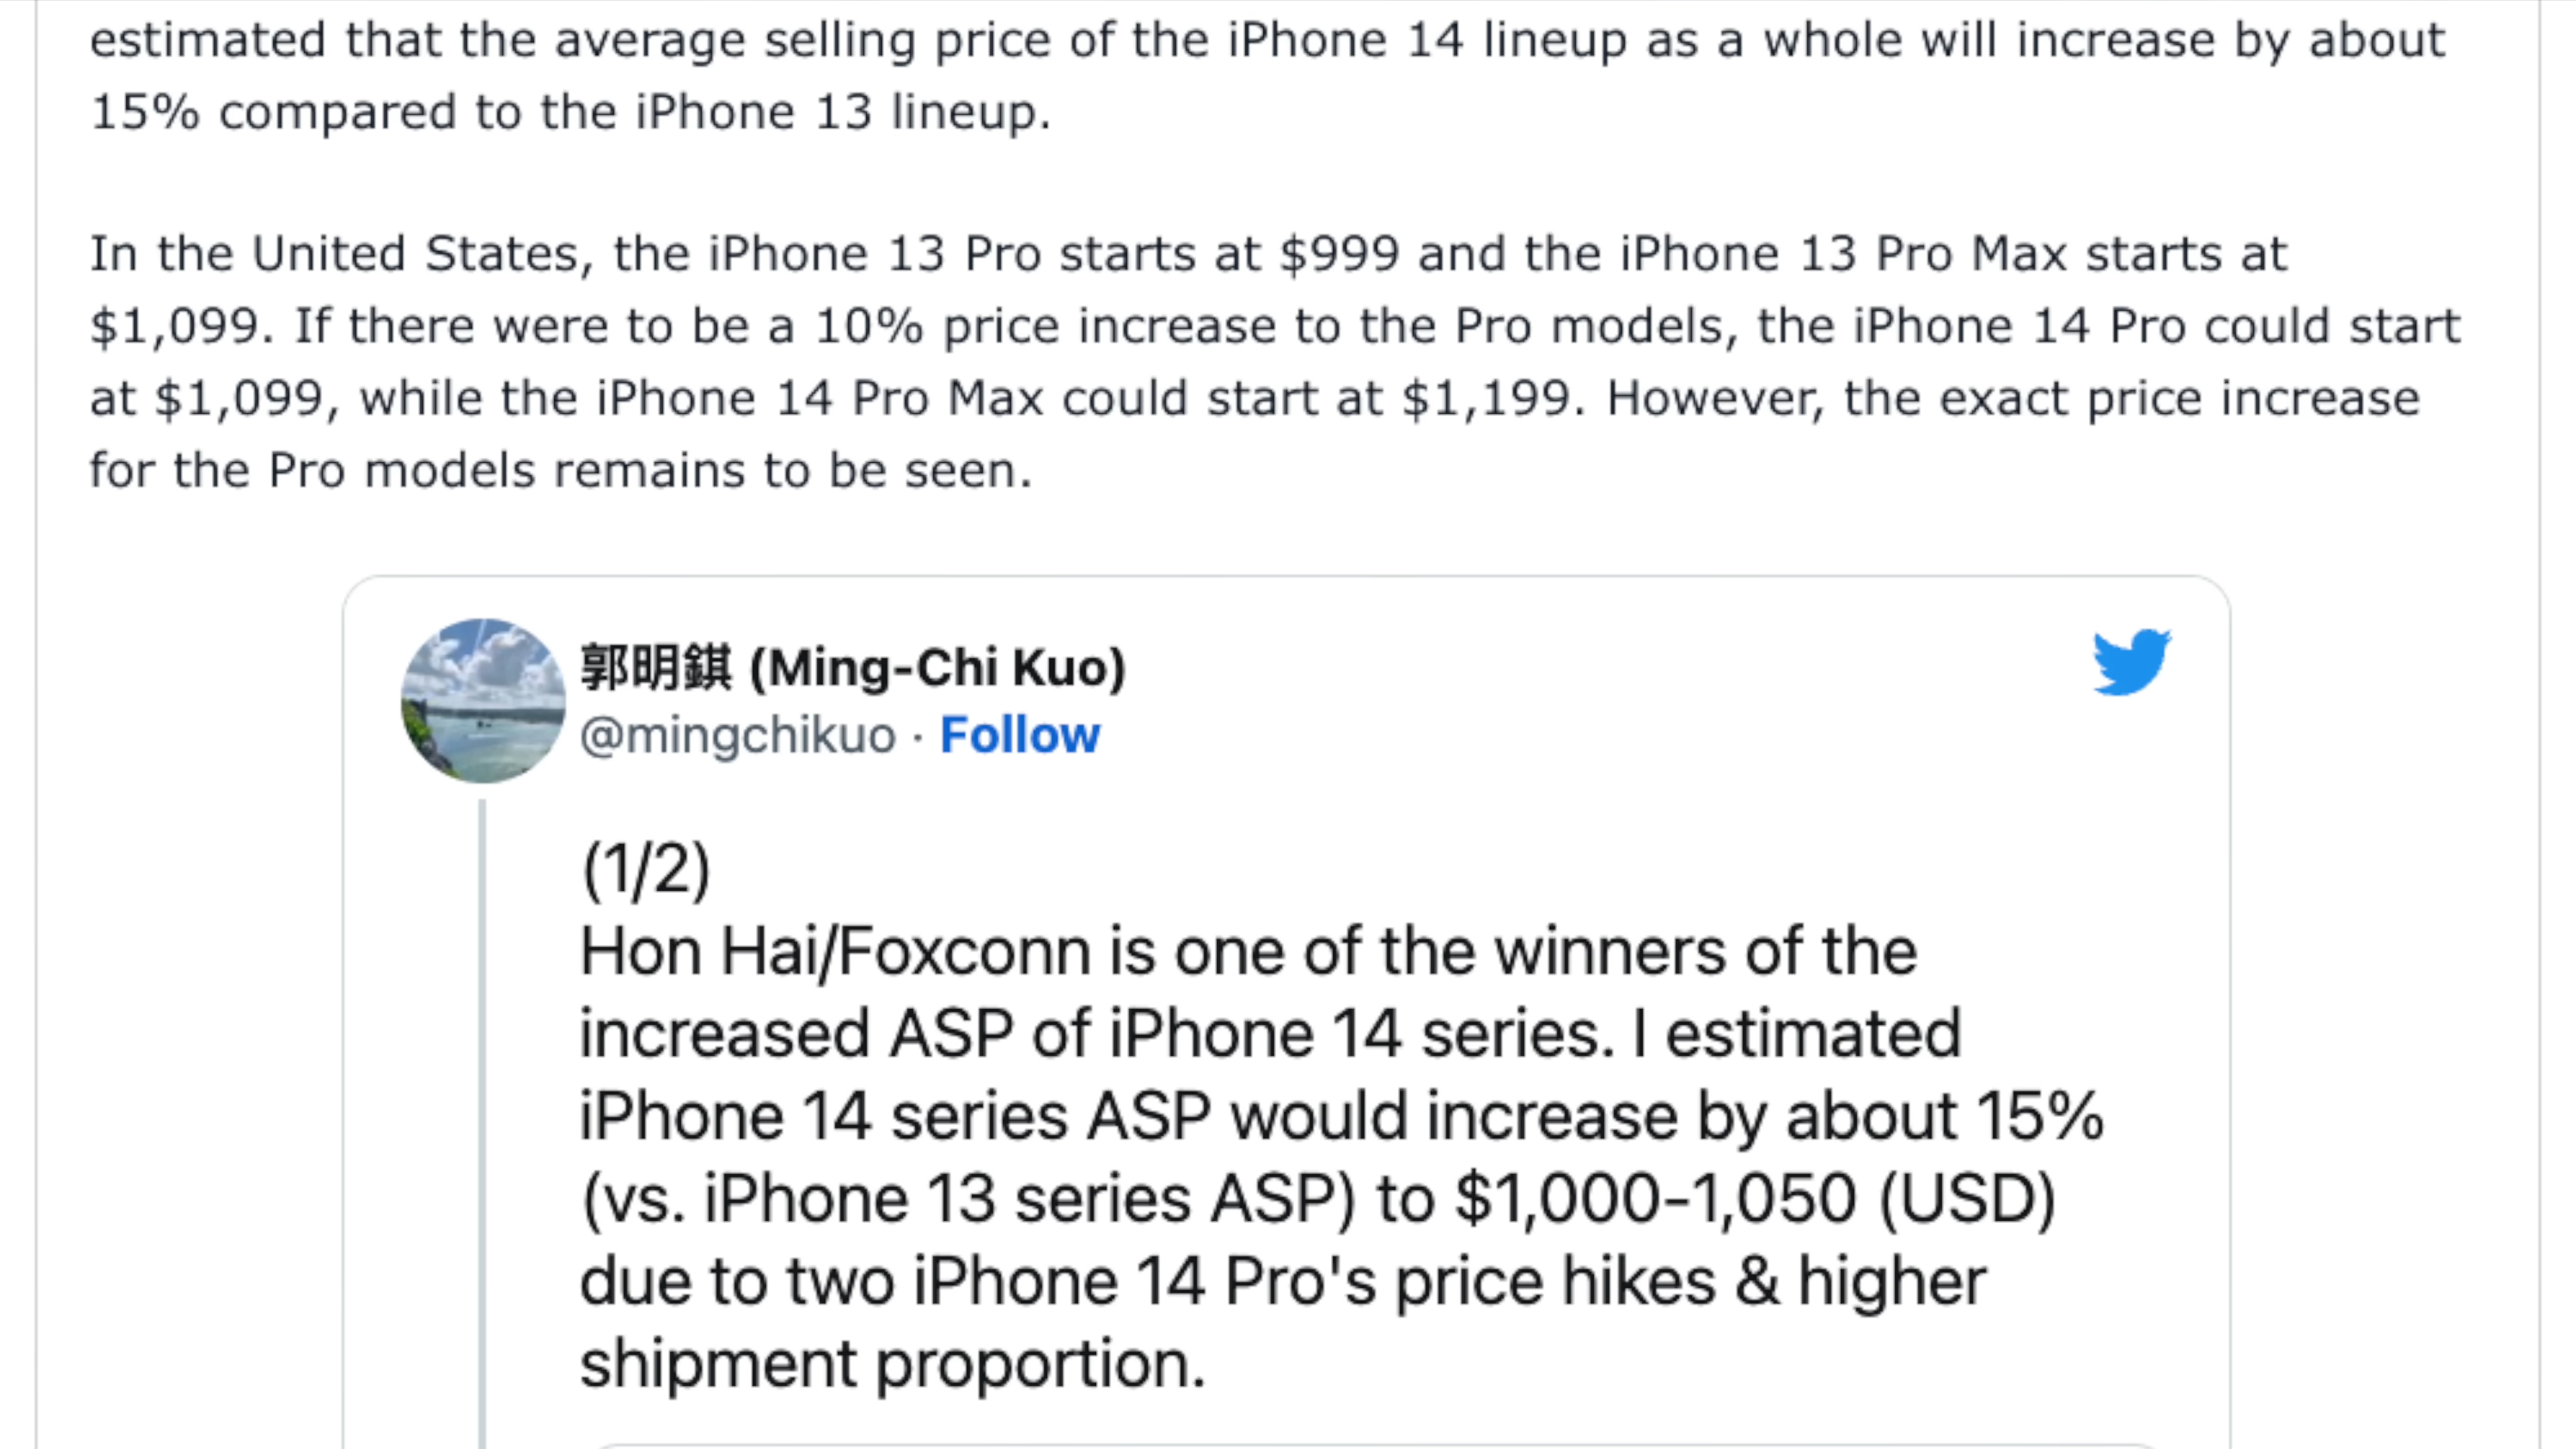 estimated that the average selling price of the iPhone 14 lineup as a whole will increase by about
15% compared to the iPhone 13 lineup.
In the United States, the iPhone 13 Pro starts at $999 and the iPhone 13 Pro Max starts at
$1,099. If there were to be a 10% price increase to the Pro models, the iPhone 14 Pro could start
at $1,099, while the iPhone 14 Pro Max could start at $1,199. However, the exact price increase
for the Pro models remains to be seen.
郭明錤 (Ming-Chi Kuo)
@mingchikuo · Follow
(1/2)
Hon Hai/Foxconn is one of the winners of the
increased ASP of iPhone 14 series. I estimated
iPhone 14 series ASP would increase by about 15%
(vs. iPhone 13 series ASP) to $1,000-1,050 (USD)
due to two iPhone 14 Pro's price hikes & higher
shipment proportion.